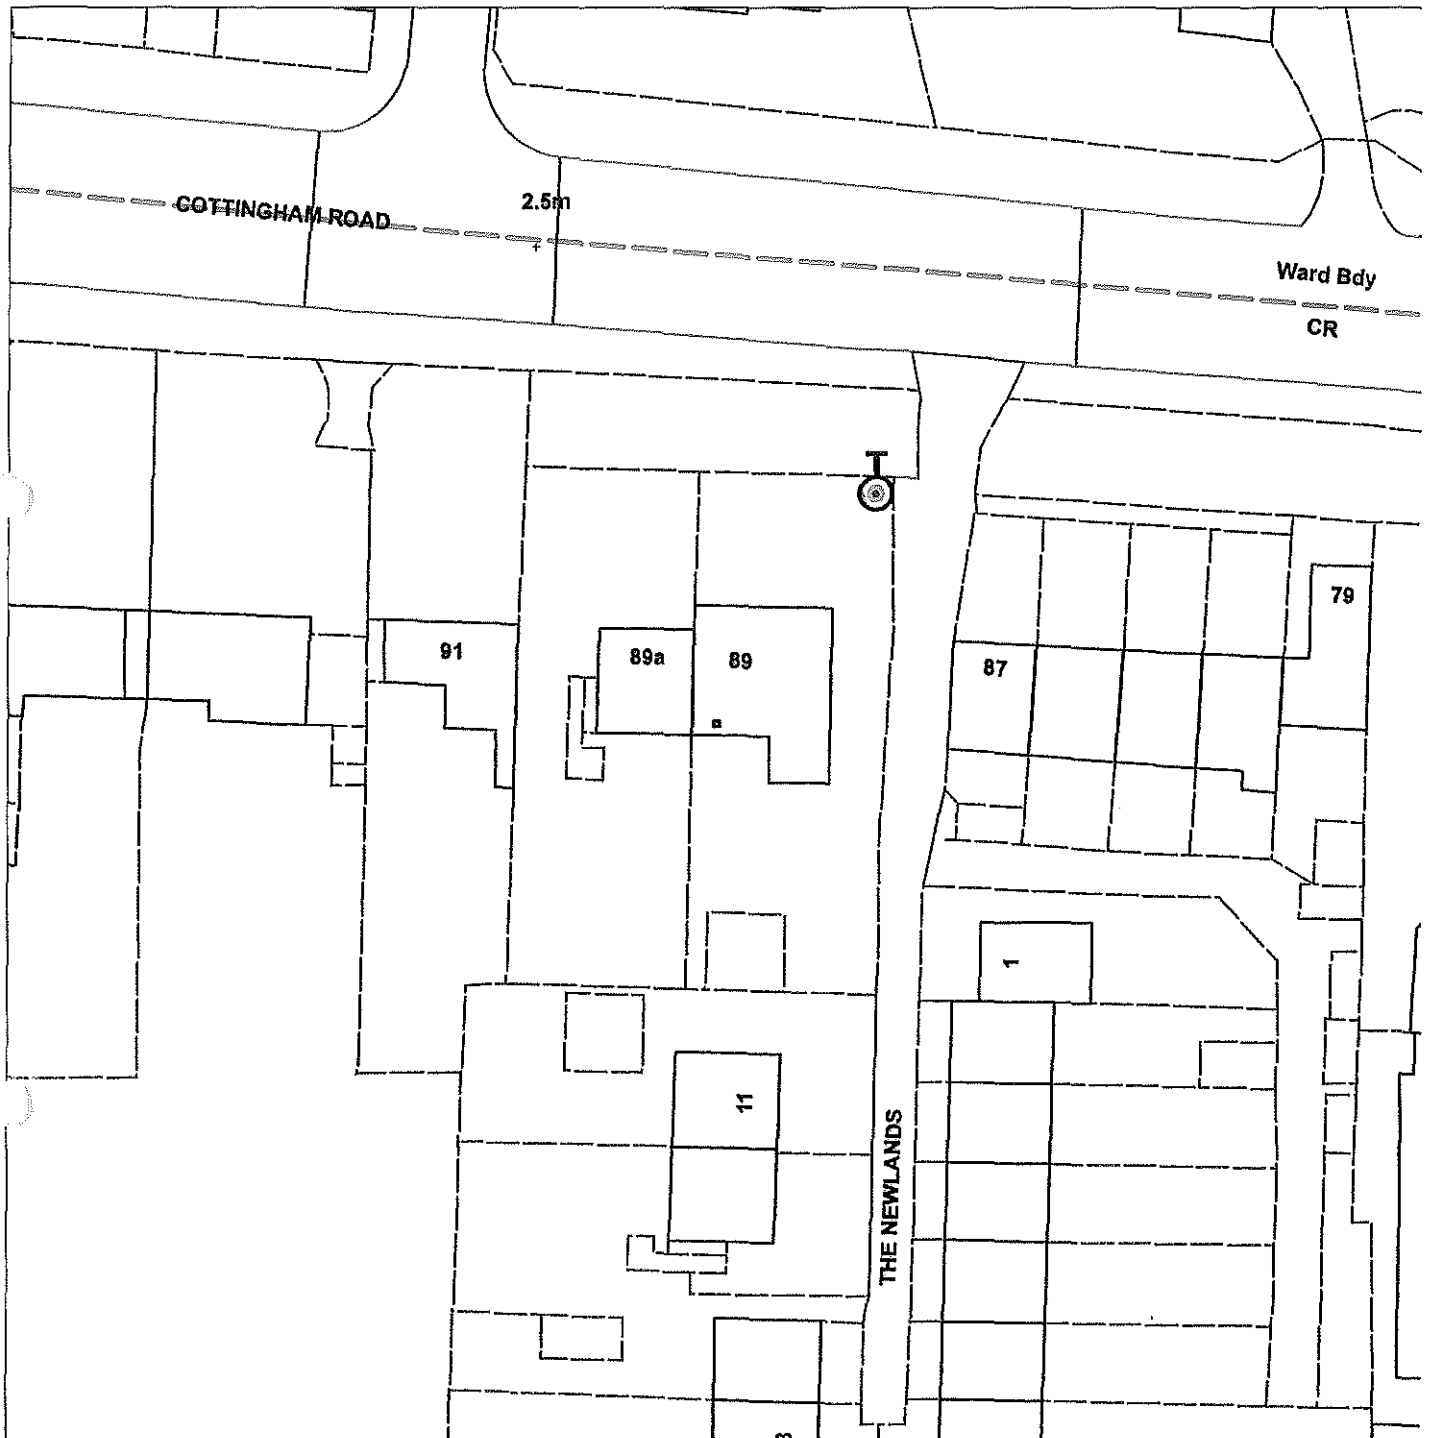 COTTINGHAM ROAD
2.5m
Ward Bdy
CR
79
91
89a
89
87
1
11
THE NEWLANDS